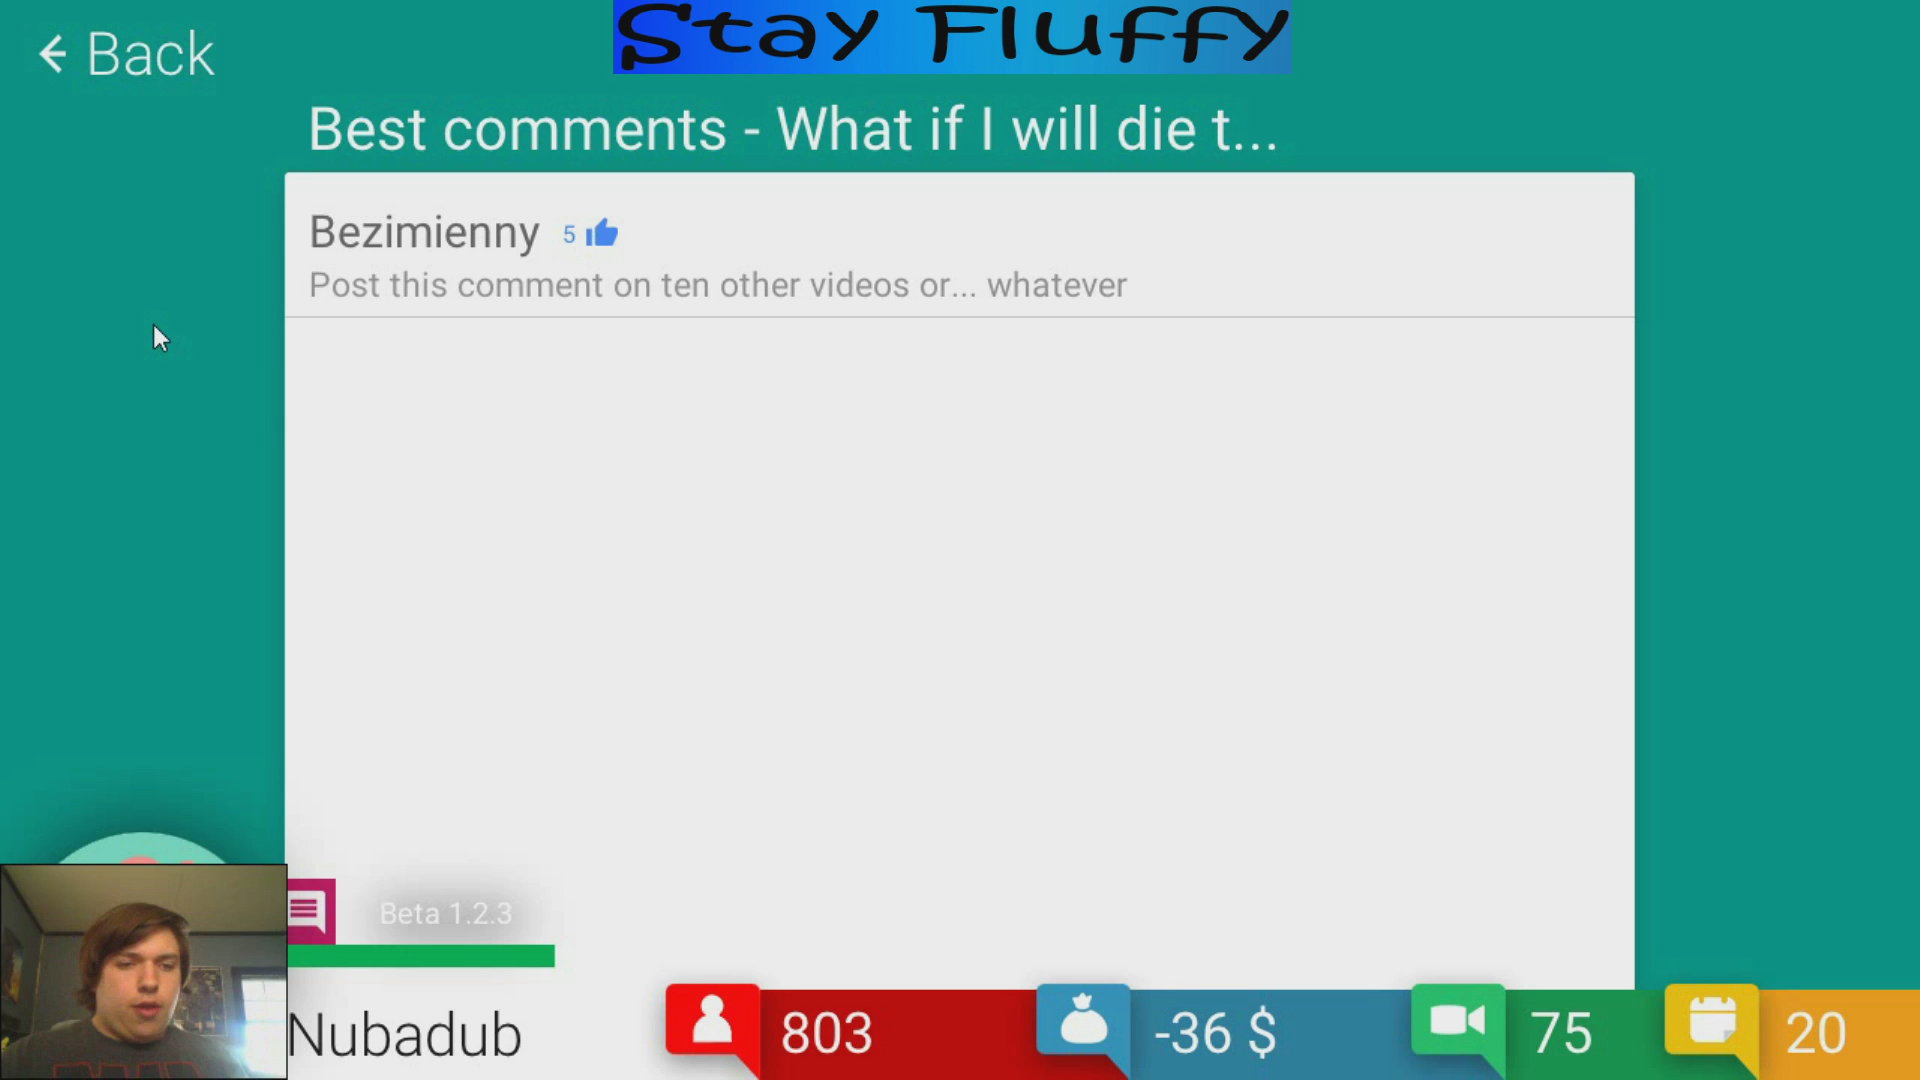 Stay Fluffy
Back
Best comments - What if I will die t...
Bezimienny 5
Post this comment on ten other videos or... whatever
Beta 1.2.3
Nubadub
803
-36 $
75
20